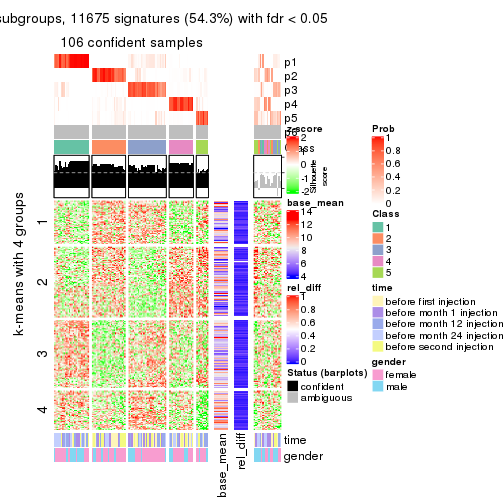 subgroups, 11675 signatures (54.3%) with fdr < 0.05
106 confident samples
p1
p2
p3
p4
p5
p6
Class
Silhouette
score
k-means with 4 groups
1
2
3
4
time
gender
base_mean
rel_diff
z-score
2
1
0
-1
-2
base_mean
14
12
10
8
6
4
rel_diff
1
0.8
0.6
0.4
0.2
0
Status (barplots)
confident
ambiguous
Prob
1
0.8
0.6
0.4
0.2
0
Class
1
2
3
4
5
time
before first injection
before month 1 injection
before month 12 injection
before month 24 injection
before second injection
gender
female
male